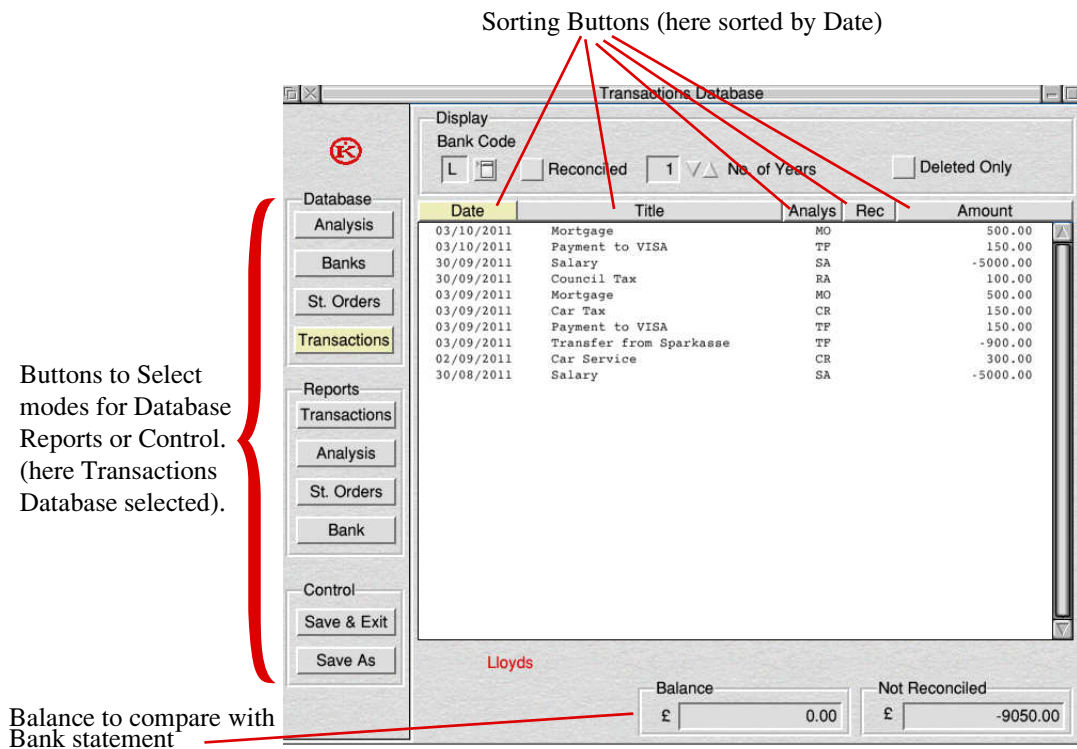 Sorting Buttons (here sorted by Date)
Transactions Database
Display
Bank Code
L Reconciled 1 No. of Years Deleted Only
Database
Analysis
Banks
St. Orders
Transactions
Reports
Transactions
Analysis
St. Orders
Bank
Control
Save & Exit
Save As
Date Title Analys Rec Amount
03/10/2011 Mortgage MO 500.00
03/10/2011 Payment to VISA TF 150.00
30/09/2011 Salary SA -5000.00
30/09/2011 Council Tax RA 100.00
03/09/2011 Mortgage MO 500.00
03/09/2011 Car Tax CR 150.00
03/09/2011 Payment to VISA TF 150.00
03/09/2011 Transfer from Sparkasse TF -900.00
02/09/2011 Car Service CR 300.00
30/08/2011 Salary SA -5000.00
Buttons to Select
modes for Database
Reports or Control.
(here Transactions
Database selected).
Lloyds
Balance
£ 0.00
Not Reconciled
£ -9050.00
Balance to compare with
Bank statement